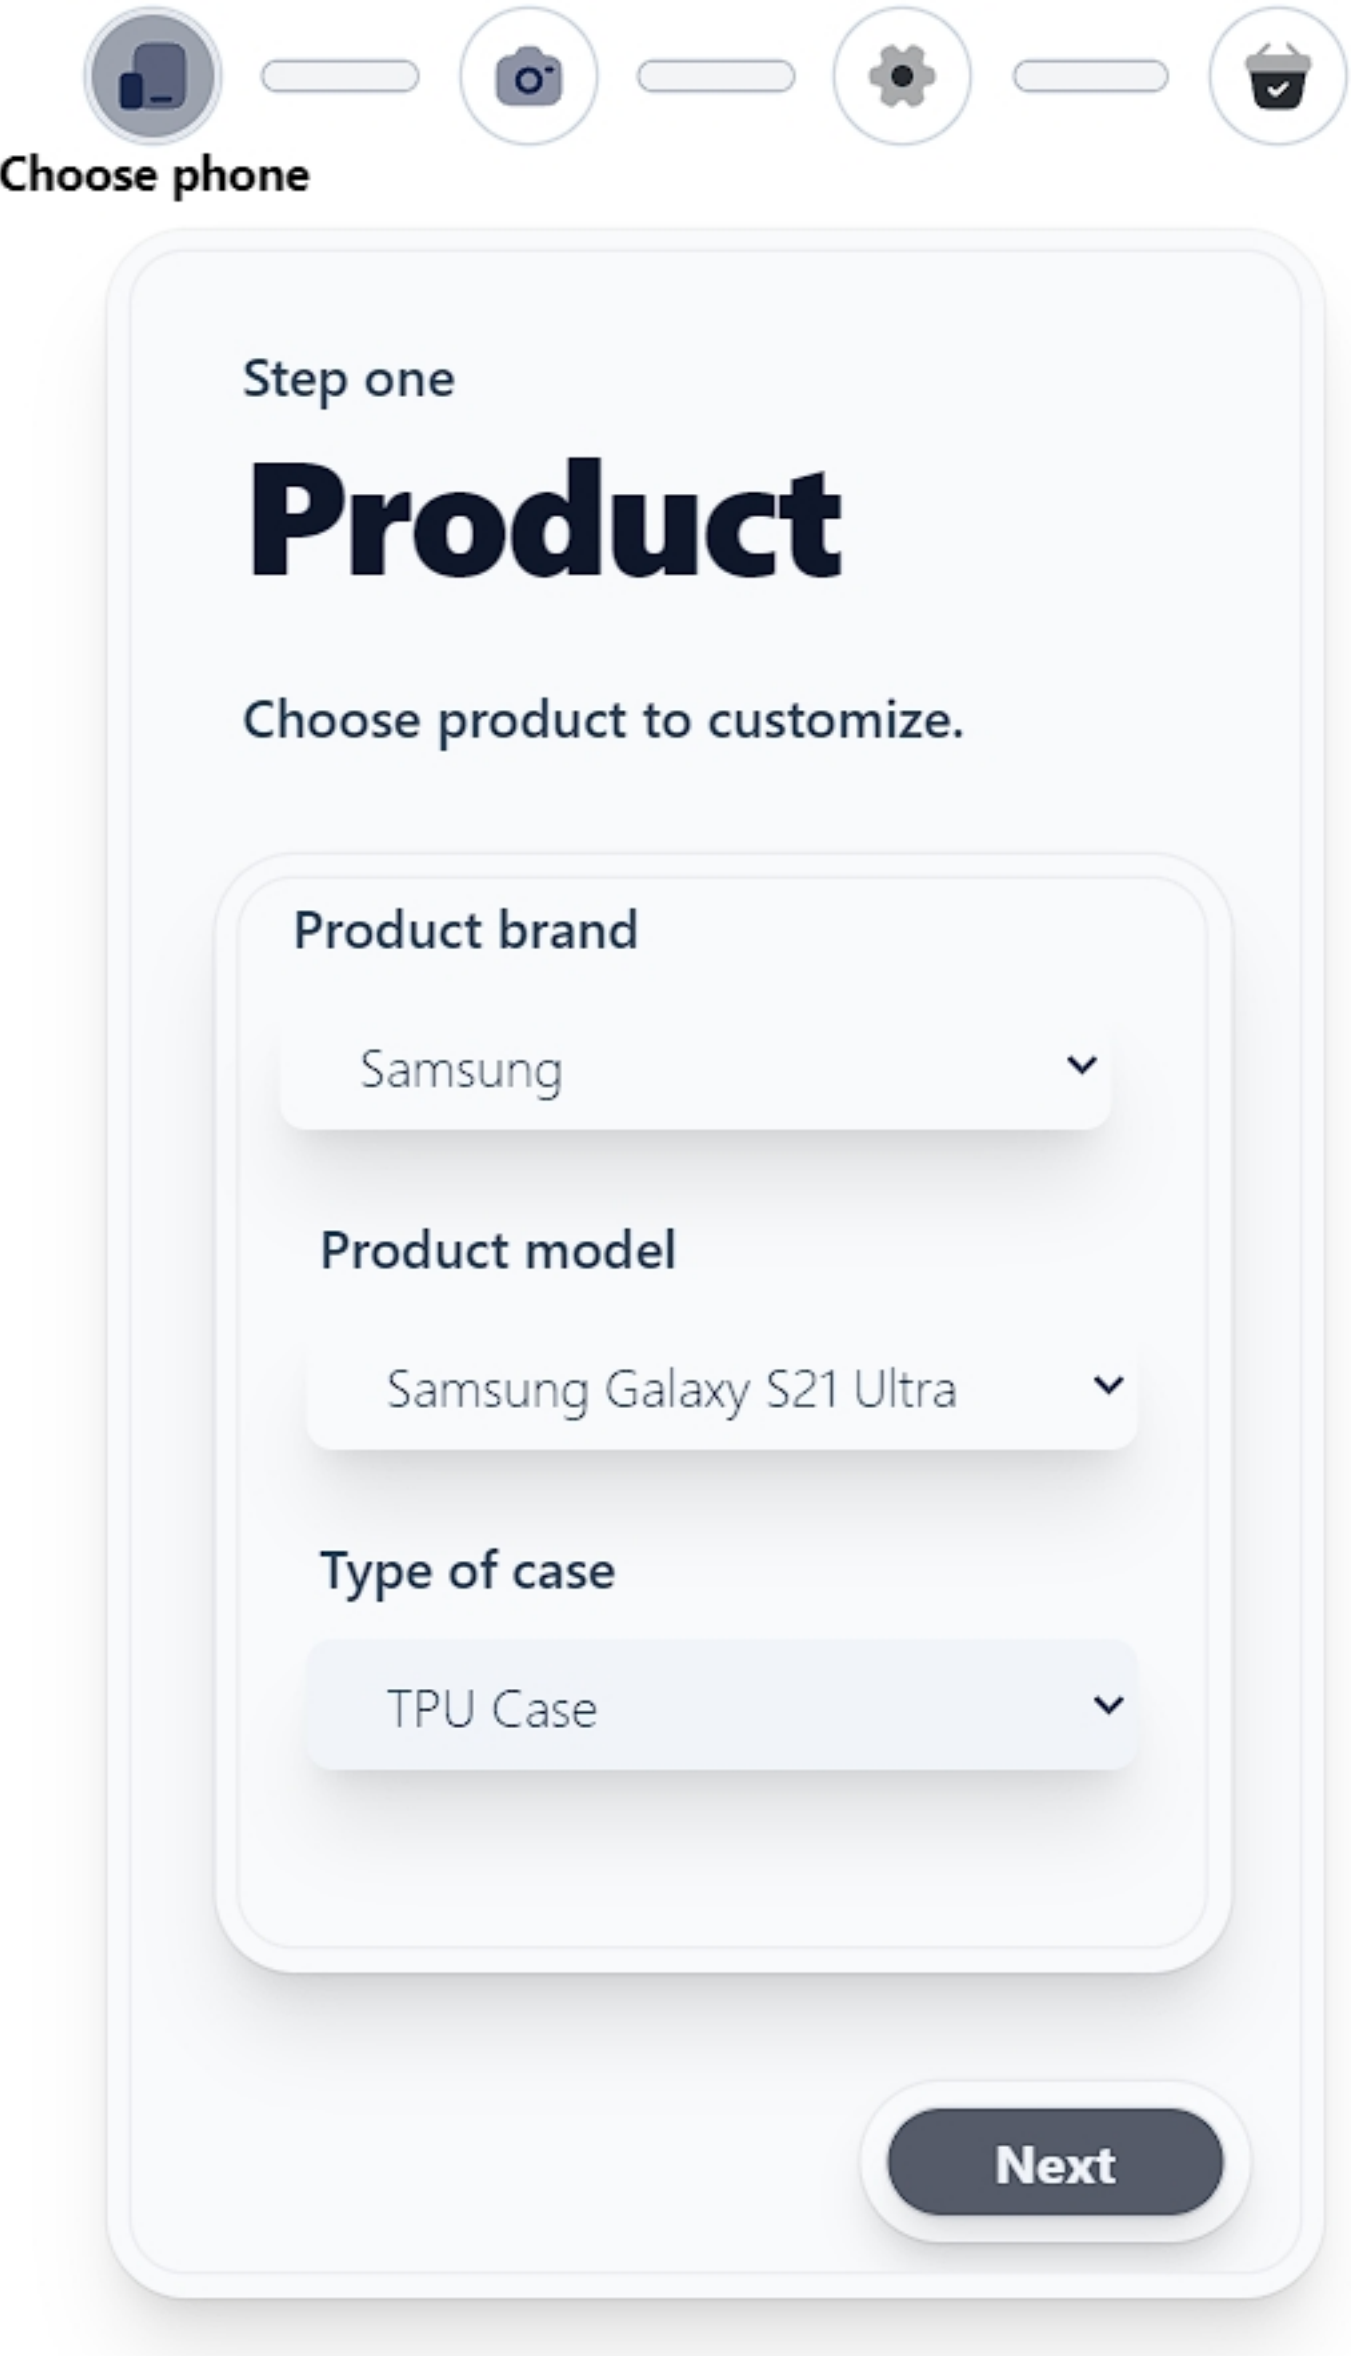 Choose phone
Step one
Product
Choose product to customize.
Product brand
Samsung
Product model
Samsung Galaxy S21 Ultra
Type of case
TPU Case
Next